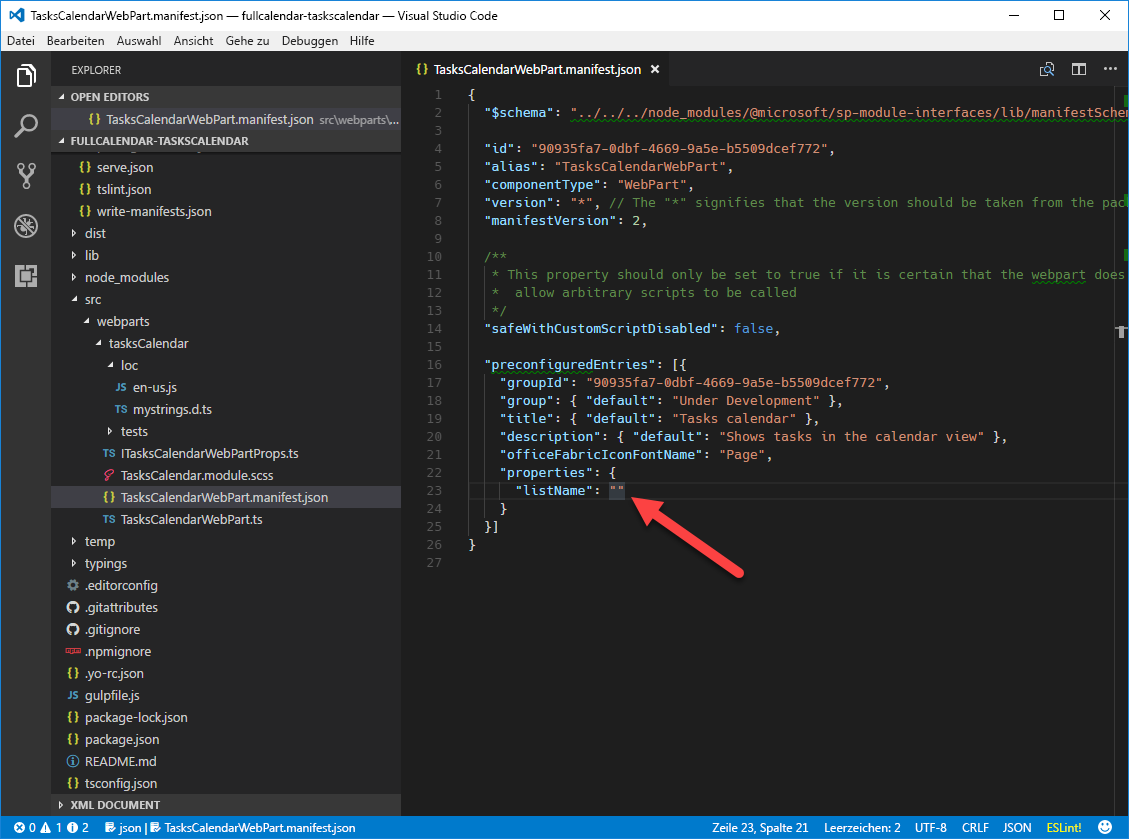 TasksCalendarWebPart.manifest.json — fullcalendar-taskscalendar — Visual Studio Code
Datei Bearbeiten Auswahl Ansicht Gehe zu Debuggen Hilfe
EXPLORER
OPEN EDITORS
{} TasksCalendarWebPart.manifest.json src\webparts\...
FULLCALENDAR-TASKSCALENDAR
{} serve.json
{} tslint.json
{} write-manifests.json
dist
lib
node_modules
src
webparts
tasksCalendar
loc
JS en-us.js
TS mystrings.d.ts
tests
TS ITasksCalendarWebPartProps.ts
TasksCalendar.module.scss
{} TasksCalendarWebPart.manifest.json
TS TasksCalendarWebPart.ts
temp
typings
.editorconfig
.gitattributes
.gitignore
npm .npmignore
{} .yo-rc.json
JS gulpfile.js
{} package-lock.json
{} package.json
README.md
{} tsconfig.json
XML DOCUMENT
{} TasksCalendarWebPart.manifest.json
1 {
2 "$schema": "../../../node_modules/@microsoft/sp-module-interfaces/lib/manifestSchem
3
4 "id": "90935fa7-0dbf-4669-9a5e-b5509dcef772",
5 "alias": "TasksCalendarWebPart",
6 "componentType": "WebPart",
7 "version": "*", // The "*" signifies that the version should be taken from the pac
8 "manifestVersion": 2,
9
10 /**
11 * This property should only be set to true if it is certain that the webpart does
12 * allow arbitrary scripts to be called
13 */
14 "safeWithCustomScriptDisabled": false,
15
16 "preconfiguredEntries": [{
17 "groupId": "90935fa7-0dbf-4669-9a5e-b5509dcef772",
18 "group": { "default": "Under Development" },
19 "title": { "default": "Tasks calendar" },
20 "description": { "default": "Shows tasks in the calendar view" },
21 "officeFabricIconFontName": "Page",
22 "properties": {
23 "listName": ""
24 }
25 }]
26 }
27
0 1 2 json | TasksCalendarWebPart.manifest.json Zeile 23, Spalte 21 Leerzeichen: 2 UTF-8 CRLF JSON ESLint!